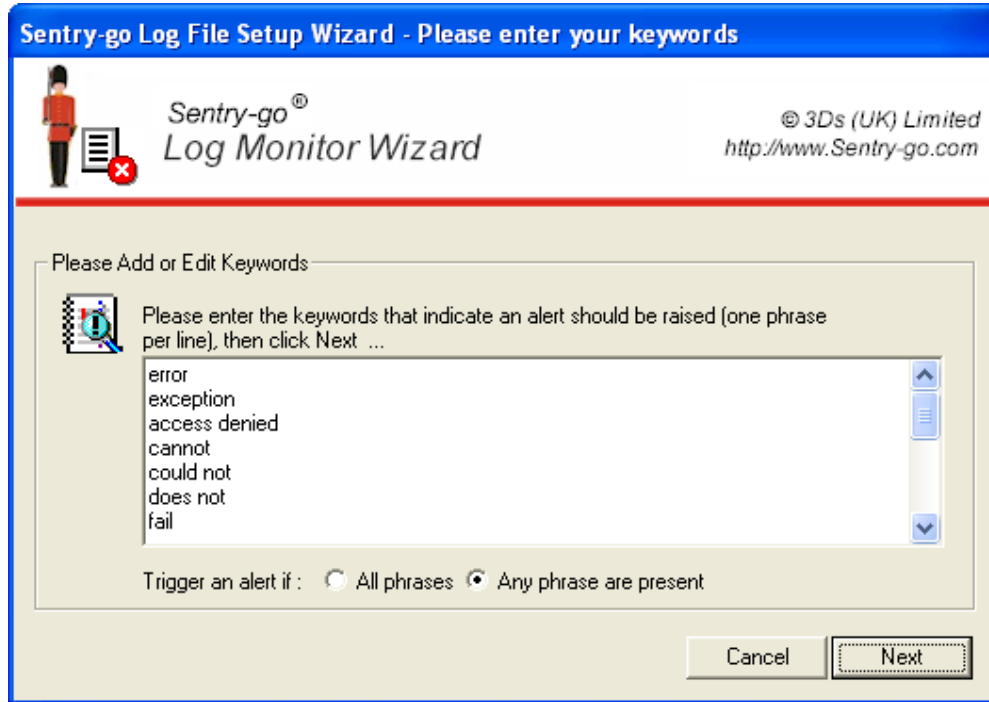 Sentry-go Log File Setup Wizard - Please enter your keywords
Sentry-go®
Log Monitor Wizard
© 3Ds (UK) Limited
http://www.Sentry-go.com
Please Add or Edit Keywords
Please enter the keywords that indicate an alert should be raised (one phrase
per line), then click Next ...
error
exception
access denied
cannot
could not
does not
fail
Trigger an alert if : All phrases Any phrase are present
Cancel Next